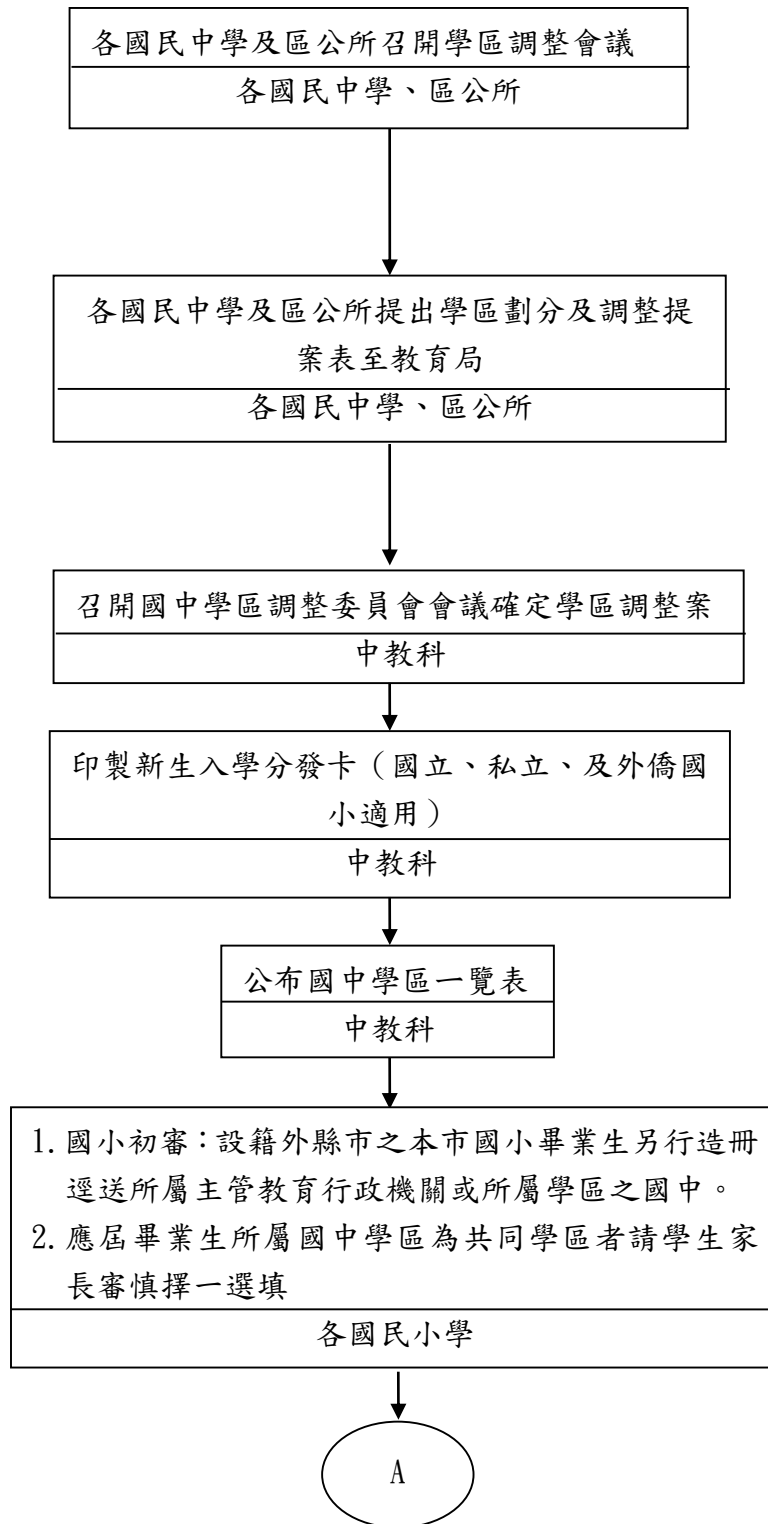 各國民中學及區公所召開學區調整會議
各國民中學、區公所
各國民中學及區公所提出學區劃分及調整提
案表至教育局
各國民中學、區公所
召開國中學區調整委員會會議確定學區調整案
中教科
印製新生入學分發卡（國立、私立、及外僑國
小適用）
中教科
公布國中學區一覽表
中教科
1.國小初審：設籍外縣市之本市國小畢業生另行造冊
逕送所屬主管教育行政機關或所屬學區之國中。
2.應屆畢業生所屬國中學區為共同學區者請學生家
長審慎擇一選填
各國民小學
A